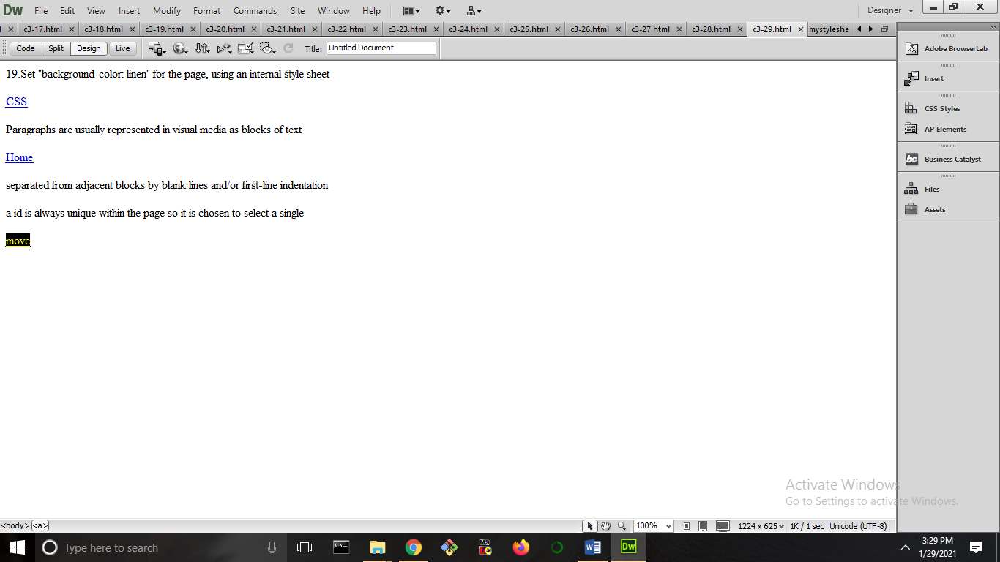 Dw File Edit View Insert Modify Format Commands Site Window Help Designer
l c3-17.html c3-18.html c3-19.html c3-20.html c3-21.html c3-22.html c3-23.html c3-24.html c3-25.html c3-26.html c3-27.html c3-28.html c3-29.html mystyleshe
Code Split Design Live Title: Untitled Document
19.Set "background-color: linen" for the page, using an internal style sheet
CSS
Paragraphs are usually represented in visual media as blocks of text
Home
separated from adjacent blocks by blank lines and/or first-line indentation
a id is always unique within the page so it is chosen to select a single
move
Adobe BrowserLab
Insert
CSS Styles
AP Elements
bc Business Catalyst
Files
Assets
Activate Windows
Go to Settings to activate Windows.
<body> <a> 100% 1224 x 625 1K / 1 sec Unicode (UTF-8)
Type here to search Dw 3:29 PM
1/29/2021